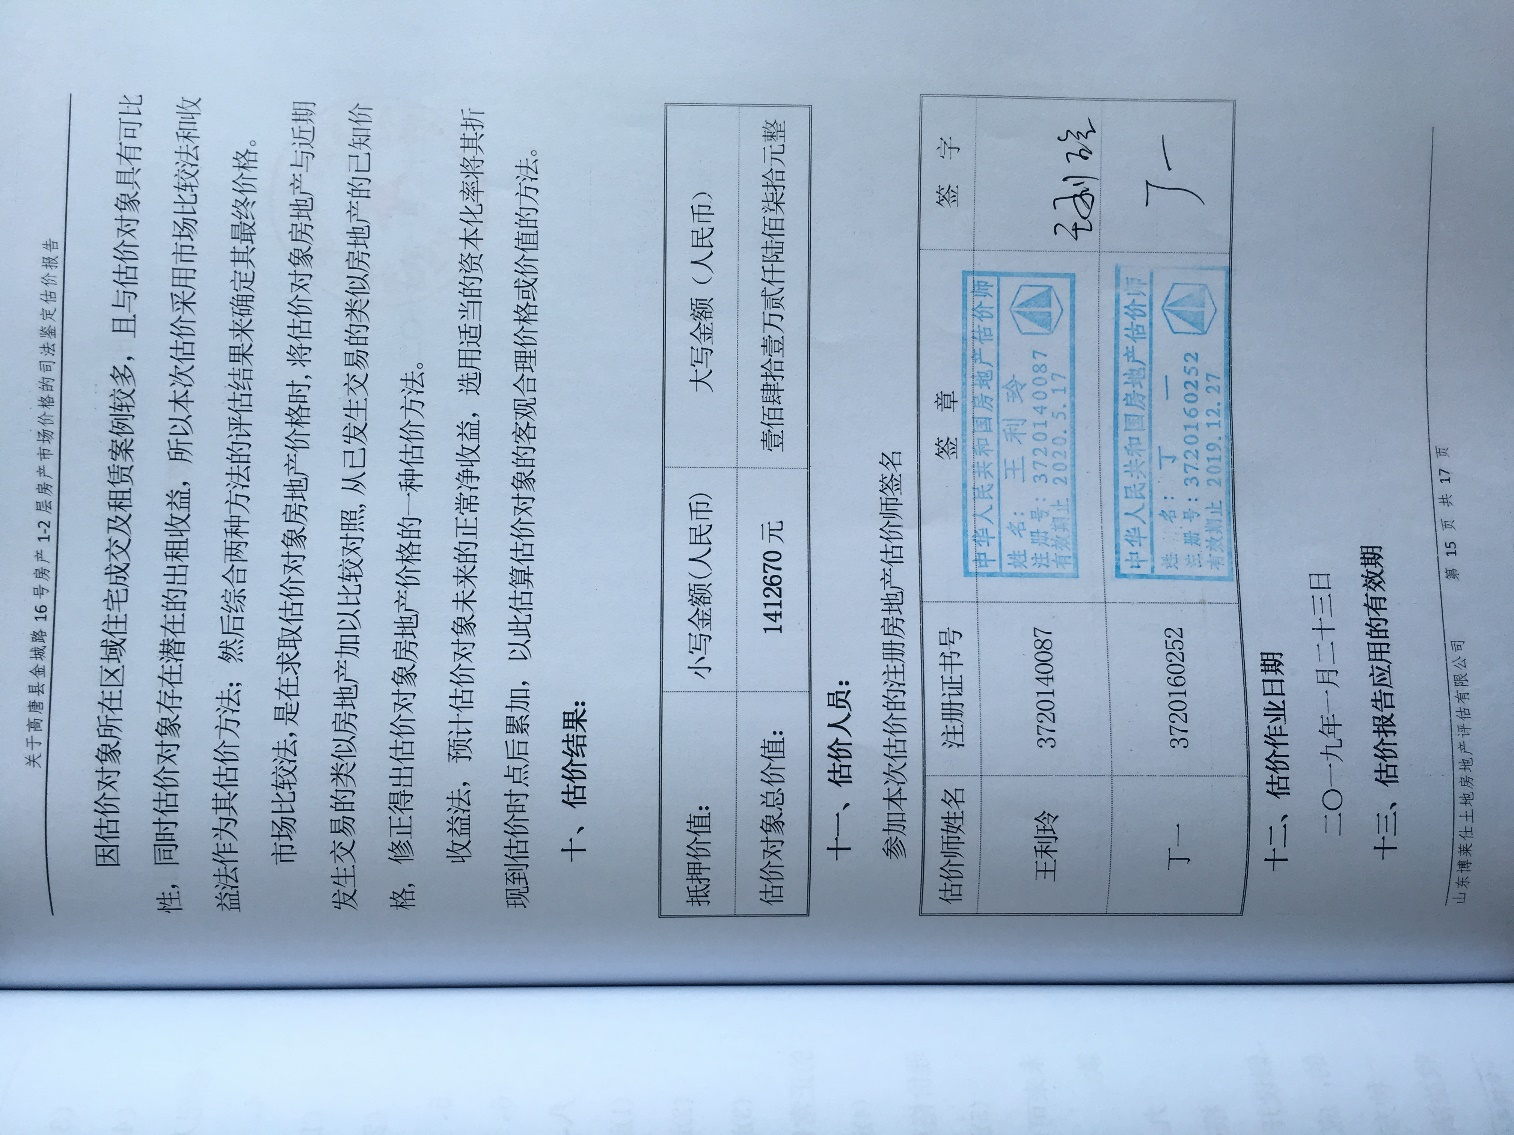 关于高唐县金城路 16 号房产 1-2 层房产市场价格的司法鉴定估价报告
因估价对象所在区域住宅成交及租赁案例较多，且与估价对象具有可比
性，同时估价对象存在潜在的出租收益，所以本次估价采用市场比较法和收
益法作为其估价方法；然后综合两种方法的评估结果来确定其最终价格。
市场比较法,是在求取估价对象房地产价格时,将估价对象房地产与近期
发生交易的类似房地产加以比较对照,从已发生交易的类似房地产的已知价
格，修正得出估价对象房地产价格的一种估价方法。
收益法，预计估价对象未来的正常净收益，选用适当的资本化率将其折
现到估价时点后累加，以此估算估价对象的客观合理价格或价值的方法。
十、估价结果：
抵押价值： 小写金额(人民币) 大写金额（人民币）
估价对象总价值： 1412670 元 壹佰肆拾壹万贰仟陆佰柒拾元整
十一、估价人员：
参加本次估价的注册房地产估价师签名
估价师姓名 注册证书号 签 章 签 字
王利玲 3720140087
中华人民共和国房地产估价师
姓 名：王 利 玲
注册号：3720140087
有效期止 2020.5.17
王利玲
丁一 3720160252
中华人民共和国房地产估价师
姓 名：丁 一
注册号：3720160252
有效期止 2019.12.27
丁一
十二、估价作业日期
二〇一九年一月二十三日
十三、估价报告应用的有效期
山东博莱仕土地房地产评估有限公司 第 15 页 共 17 页